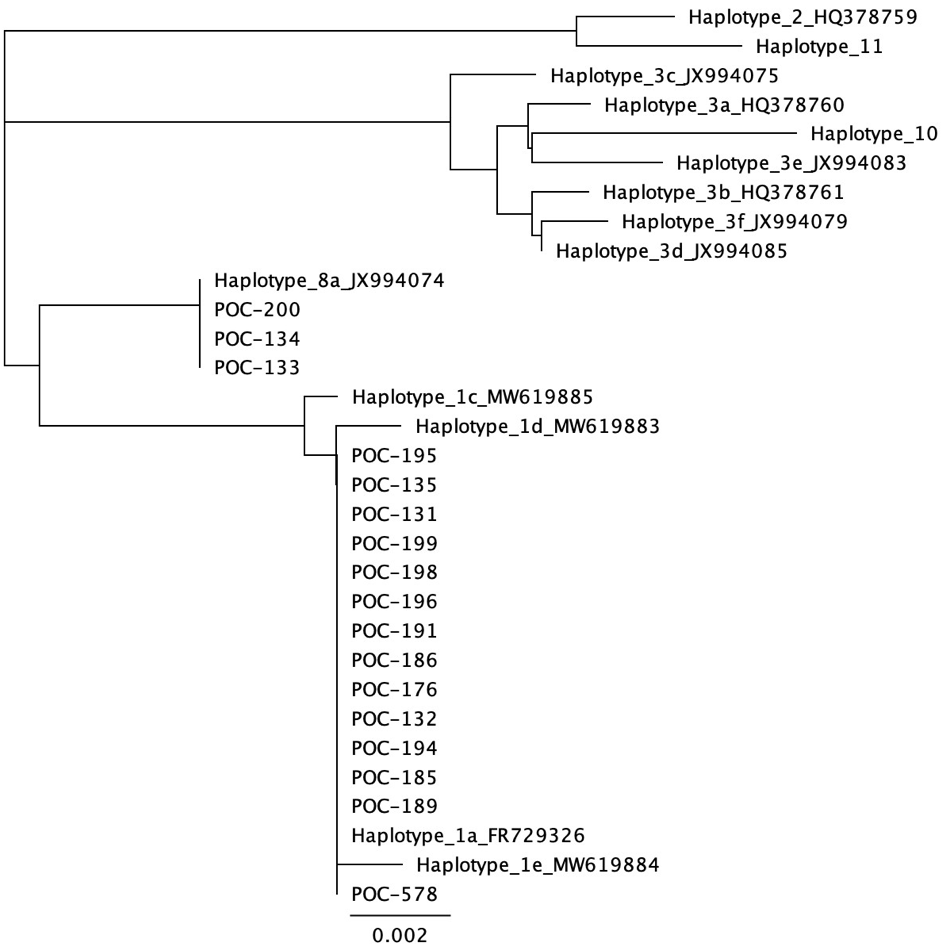 Haplotype_2_HQ378759
Haplotype_11
Haplotype_3c_JX994075
Haplotype_3a_HQ378760
Haplotype_10
Haplotype_3e_JX994083
Haplotype_3b_HQ378761
Haplotype_3f_JX994079
Haplotype_3d_JX994085
Haplotype_8a_JX994074
POC-200
POC-134
POC-133
Haplotype_1c_MW619885
Haplotype_1d_MW619883
POC-195
POC-135
POC-131
POC-199
POC-198
POC-196
POC-191
POC-186
POC-176
POC-132
POC-194
POC-185
POC-189
Haplotype_1a_FR729326
Haplotype_1e_MW619884
POC-578
0.002